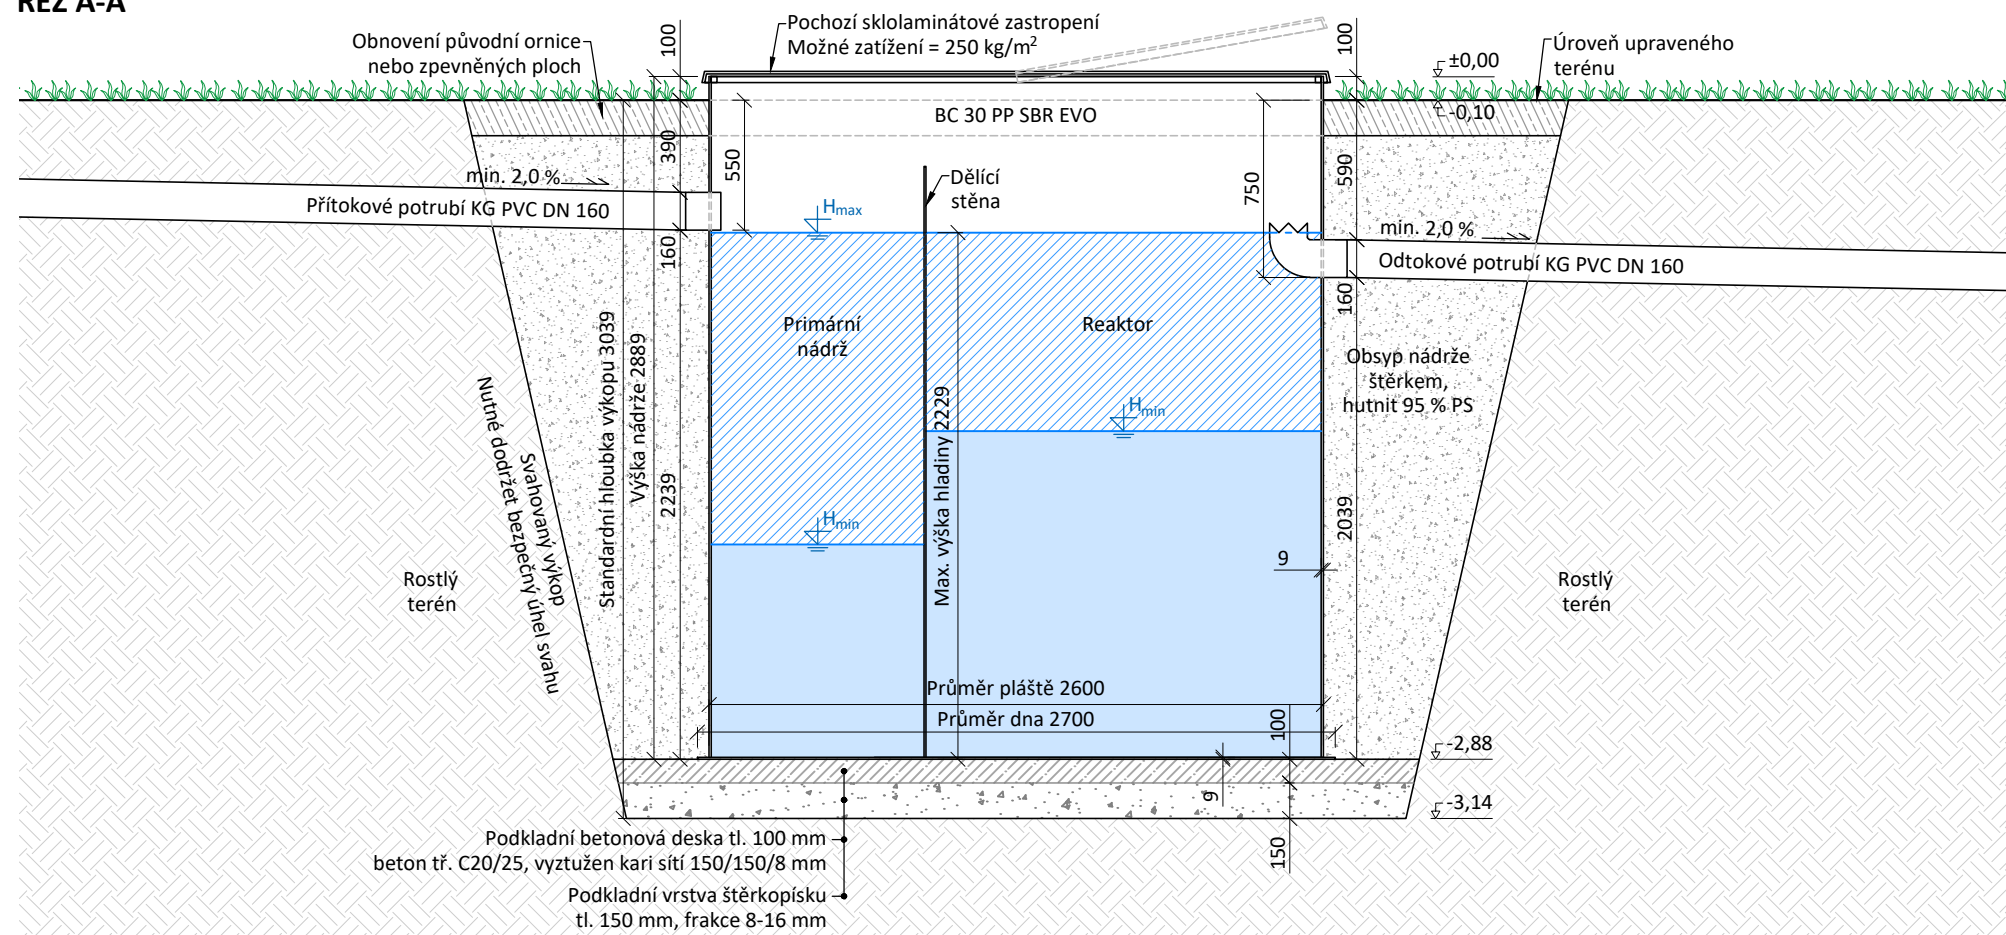 ŘEZ A-A
Pochozí sklolaminátové zastropení
Možné zatížení = 250 kg/m²
Obnovení původní ornice
nebo zpevněných ploch
100
100
Úroveň upraveného
terénu
±0,00
-0,10
BC 30 PP SBR EVO
390
550
750
590
min. 2,0 %
Přítokové potrubí KG PVC DN 160
Dělící
stěna
Hmax
160
min. 2,0 %
Odtokové potrubí KG PVC DN 160
160
Primární
nádrž
Reaktor
Obsyp nádrže
štěrkem,
hutnit 95 % PS
Hmin
Hmin
Standardní hloubka výkopu 3039
Výška nádrže 2889
2239
Max. výška hladiny 2229
2039
9
Svahovaný výkop
Nutné dodržet bezpečný úhel svahu
Rostlý
terén
Rostlý
terén
Průměr pláště 2600
Průměr dna 2700
100
-2,88
9
-3,14
150
Podkladní betonová deska tl. 100 mm
beton tř. C20/25, vyztužen kari sítí 150/150/8 mm
Podkladní vrstva štěrkopísku
tl. 150 mm, frakce 8-16 mm